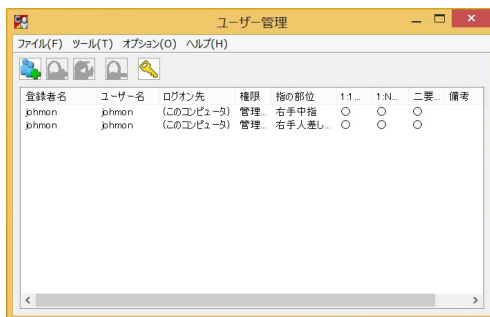 ユーザー管理
ファイル(F) ツール(T) オプション(O) ヘルプ(H)
登録者名 ユーザー名 ログオン先 権限 指の部位 1:1... 1:N... 二要... 備考
johmon johmon (このコンピュータ) 管理... 右手中指 ○ ○ ○
johmon johmon (このコンピュータ) 管理... 右手人差し... ○ ○ ○